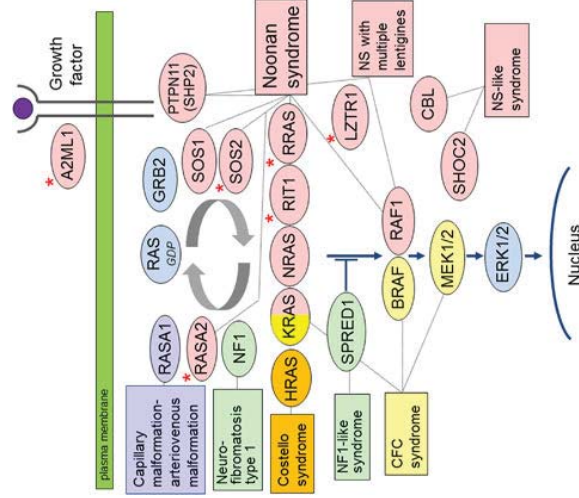 Growth
factor
A2ML1
*
plasma membrane
PTPN11
(SHP2)
GRB2
SOS1
SOS2
*
RAS
GDP
RASA1
RASA2
*
NF1
Capillary
malformation-
arteriovenous
malformation
Neuro-
fibromatosis
type 1
Noonan
syndrome
NS with
multiple
lentigines
Costello
syndrome
HRAS
KRAS
NRAS
RIT1
*
RRAS
*
LZTR1
*
SPRED1
NF1-like
syndrome
CFC
syndrome
BRAF
RAF1
CBL
SHOC2
NS-like
syndrome
MEK1/2
ERK1/2
Nucleus